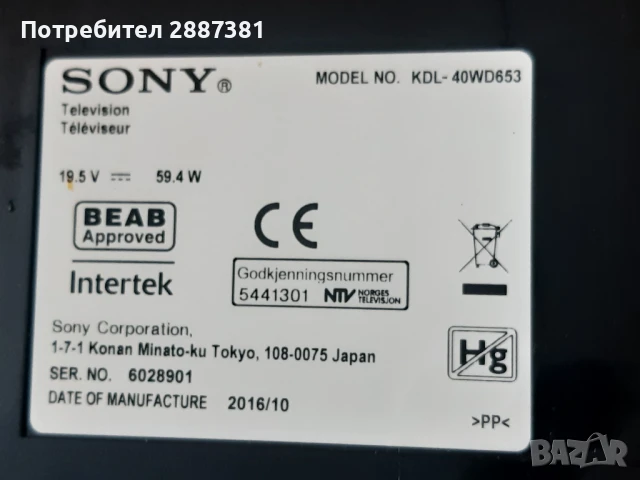 Потребител 2887381
SONY®
MODEL NO. KDL-40WD653
Television
Téléviseur
19.5 V ⎓ 59.4 W
BEAB
Approved
Intertek
CE
Godkjenningsnummer
5441301 NTV NORGES
TELEVISJON
Hg
Sony Corporation,
1-7-1 Konan Minato-ku Tokyo, 108-0075 Japan
SER. NO. 6028901
DATE OF MANUFACTURE 2016/10
>PP<
BAZAR